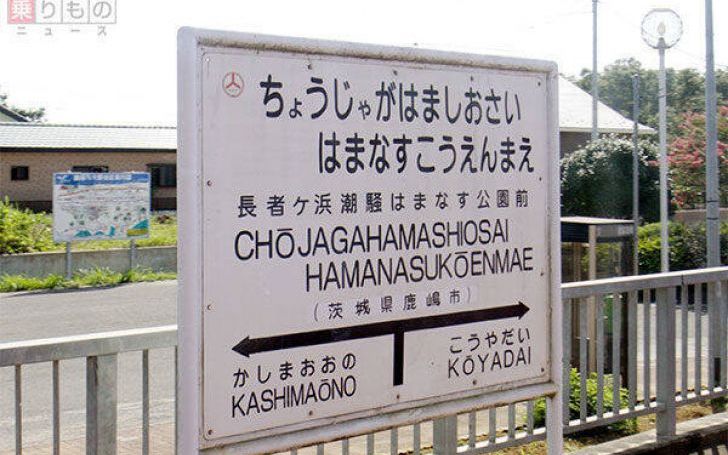 乗りもの
ニュース
ちょうじゃがはましおさい
はまなすこうえんまえ
長者ケ浜潮騒はまなす公園前
CHŌJAGAHAMASHIOSAI
HAMANASUKŌENMAE
(茨城県鹿嶋市)
かしまおおの
KASHIMAŌNO
こうやだい
KŌYADAI